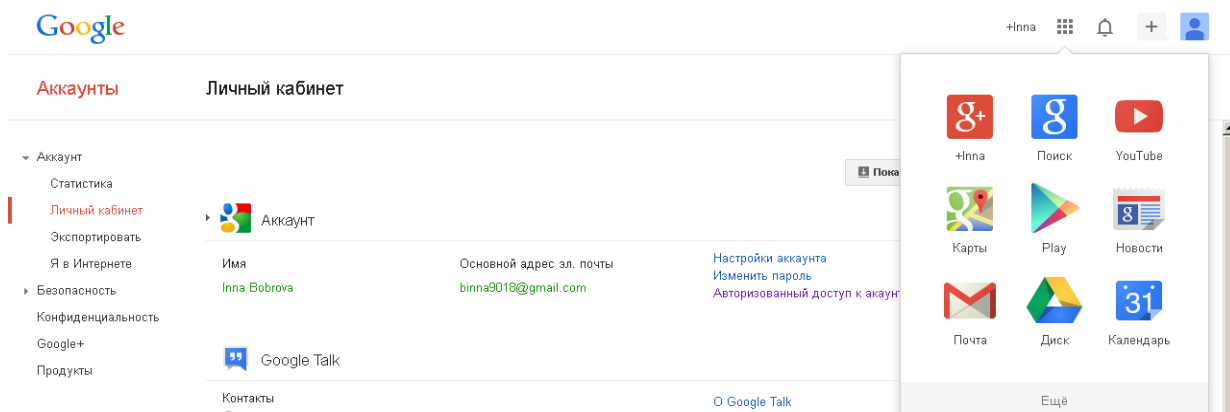 Google
+Inna
Аккаунты
Личный кабинет
Аккаунт
Статистика
Личный кабинет
Экспортировать
Я в Интернете
Безопасность
Конфиденциальность
Google+
Продукты
Пока
Аккаунт
Имя
Основной адрес эл. почты
Настройки аккаунта
Изменить пароль
Inna Bobrova
binna9018@gmail.com
Авторизованный доступ к акаун
Google Talk
Контакты
О Google Talk
g+
g
+Inna
Поиск
YouTube
g
g
Карты
Play
Новости
31
Почта
Диск
Календарь
Ещё